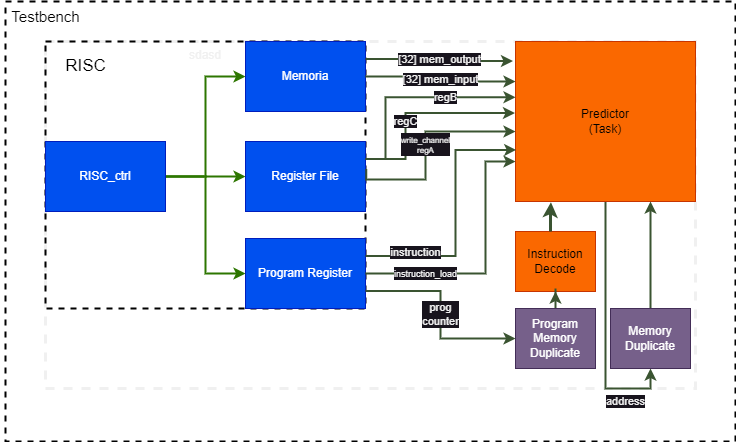 Testbench
RISC
sdasd
Memoria
[32] mem_output
[32] mem_input
regB
Predictor
(Task)
regC
write_channel
regA
RISC_ctrl
Register File
instruction
Program Register
instruction_load
Instruction
Decode
prog
counter
Program
Memory
Duplicate
Memory
Duplicate
address